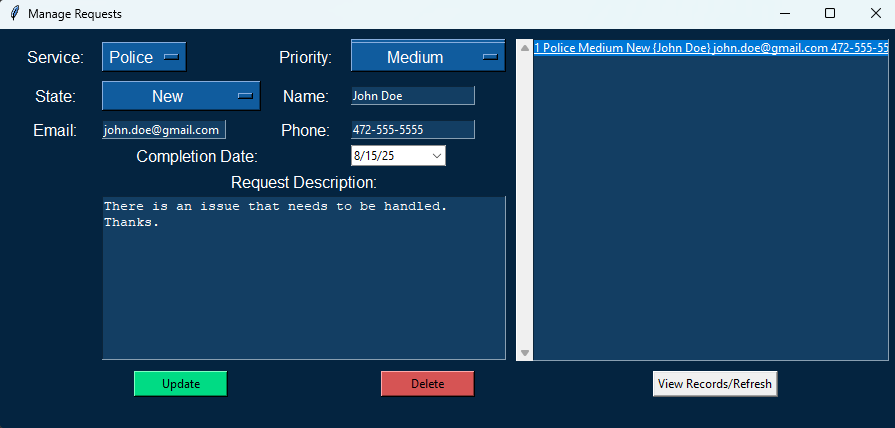 Manage Requests
Service: Police Priority: Medium
State: New Name: John Doe
Email: john.doe@gmail.com Phone: 472-555-5555
Completion Date: 8/15/25
Request Description:
There is an issue that needs to be handled.
Thanks.
Update Delete
1 Police Medium New {John Doe} john.doe@gmail.com 472-555-55
View Records/Refresh